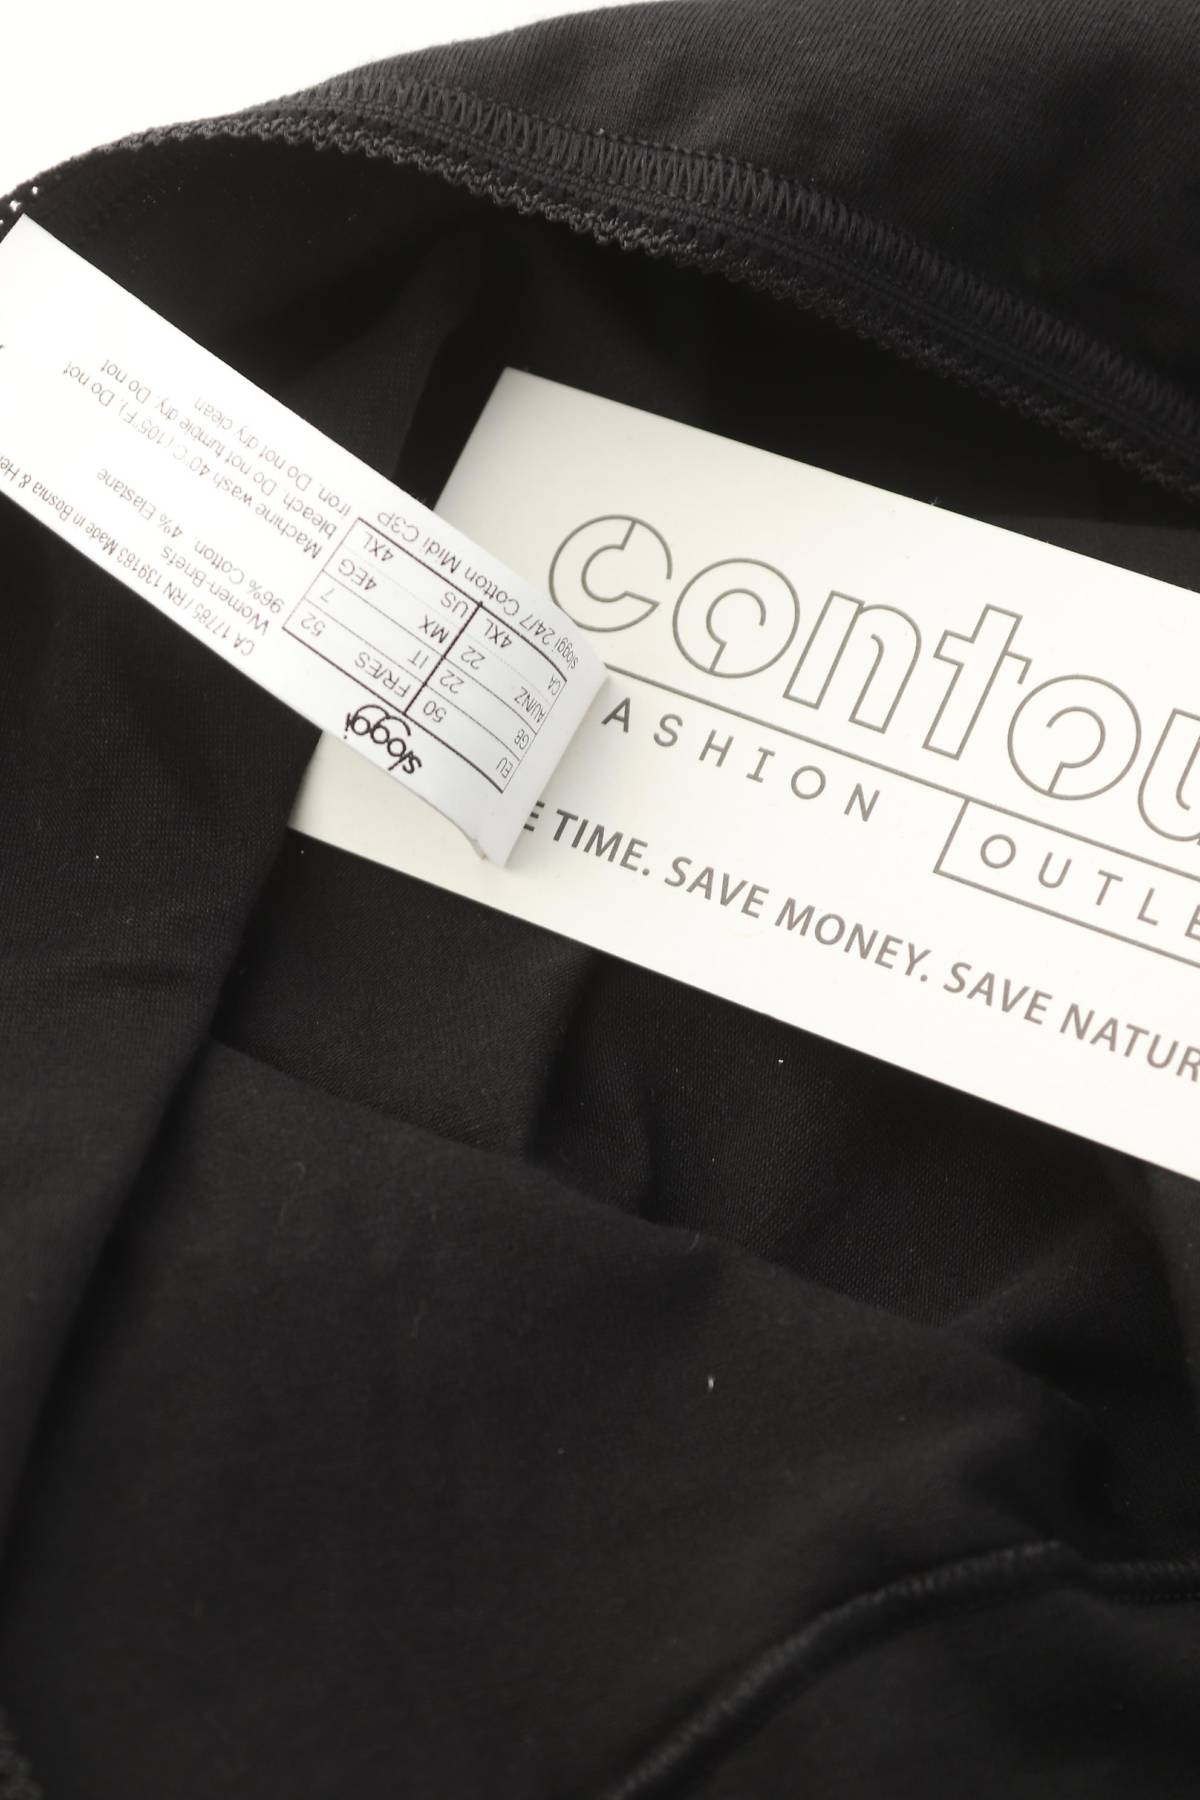 sloggi
EU 50 FR/ES 52
GB 22 IT 7
AU/NZ 22 MX 4EG
CA 4XL US 4XL
sloggi 24/7 Cotton Midi C3P
CA 17785 / RN 139183 Made in Bosnia &
Women-Briefs
96% Cotton 4% Elastane
Machine wash 40°C (105°F). Do not
bleach. Do not tumble dry. Do not
iron. Do not dry clean
contou
ASHION
OUTLE
E TIME. SAVE MONEY. SAVE NATUR